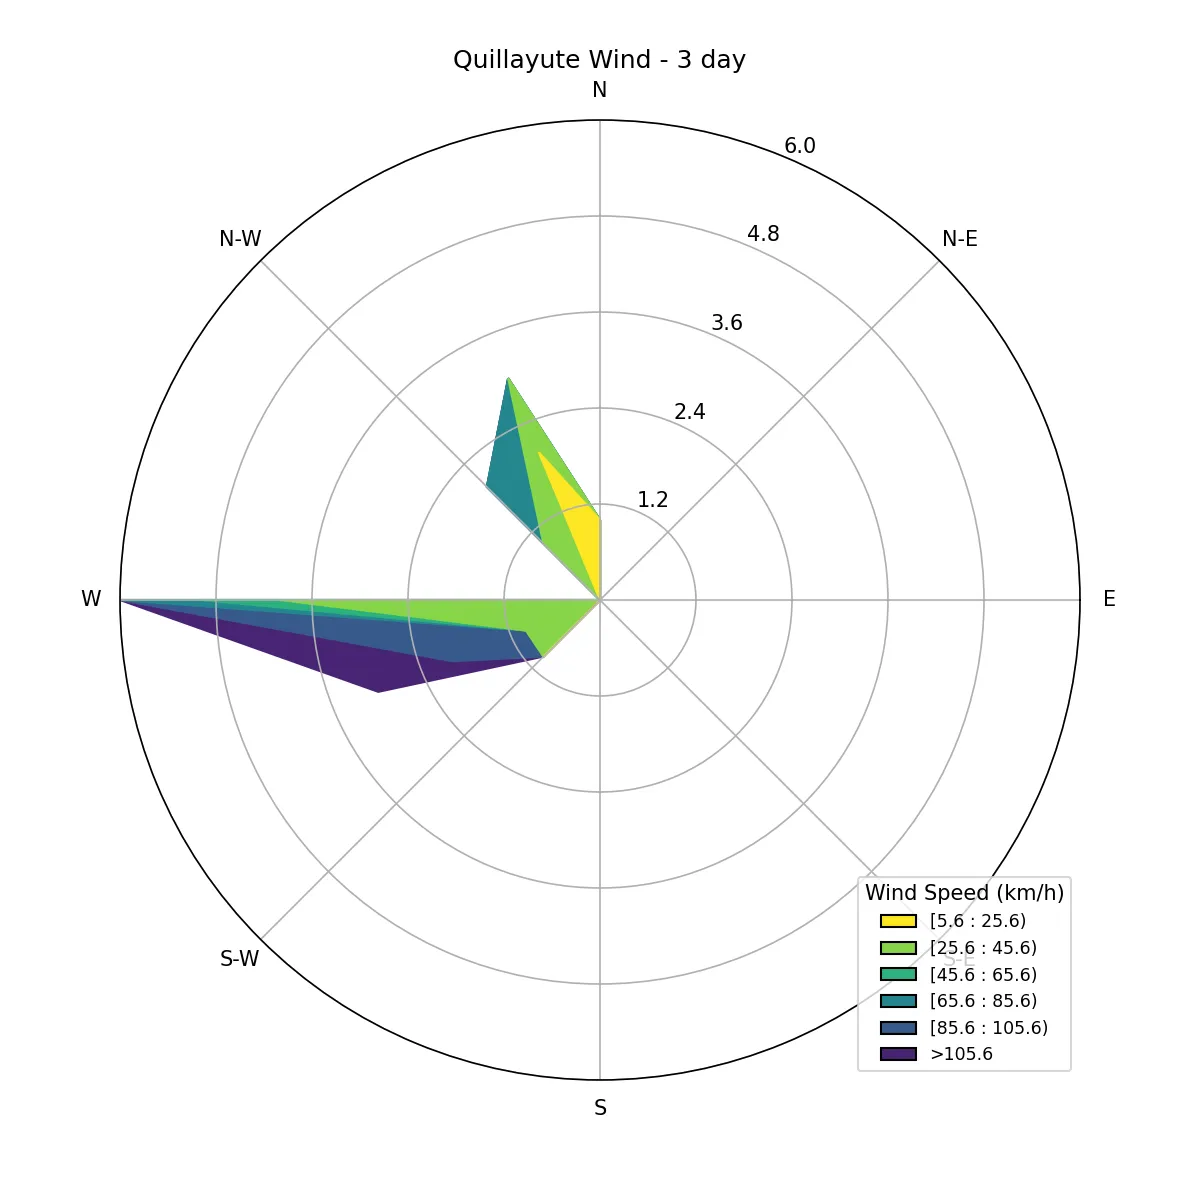 Quillayute Wind - 3 day
N
6.0
4.8
N-W
N-E
3.6
2.4
1.2
W
E
Wind Speed (km/h)
[5.6 : 25.6)
[25.6 : 45.6)
S-W
S-E
[45.6 : 65.6)
[65.6 : 85.6)
[85.6 : 105.6)
>105.6
S